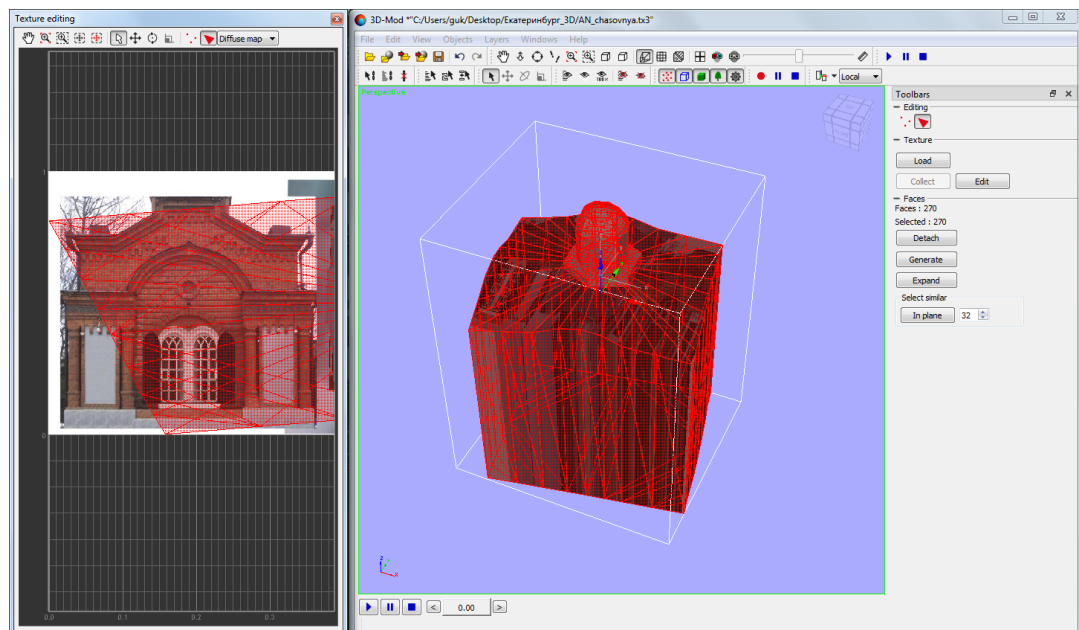 Texture editing
Diffuse map
1
0
0.0
0.1
0.2
0.3
3D-Mod *"C:/Users/guk/Desktop/Екатеринбург_3D/AN_chasovnya.tx3"
File Edit View Objects Layers Windows Help
Local
Perspective
z
y
x
0.00
Toolbars
Editing
Texture
Load
Collect Edit
Faces
Faces : 270
Selected : 270
Detach
Generate
Expand
Select similar
In plane 32